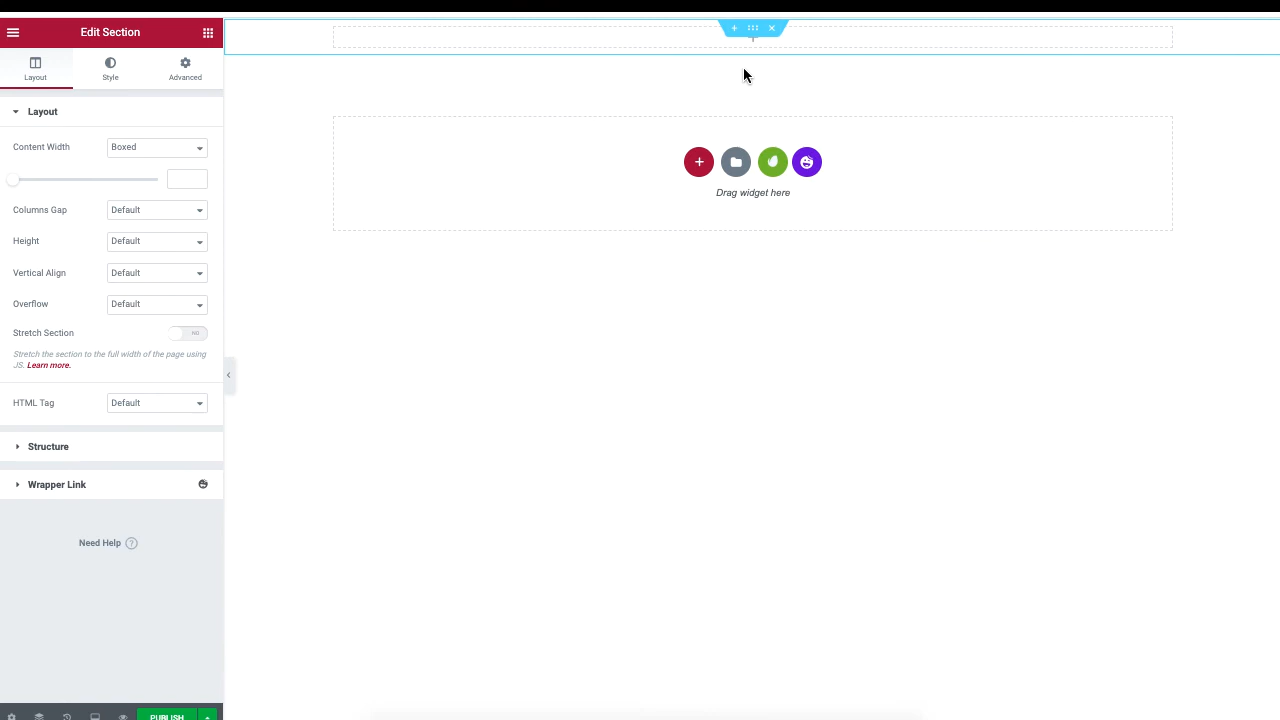 Edit Section
Layout
Style
Advanced
Layout
Content Width
Boxed
Columns Gap
Default
Height
Default
Vertical Align
Default
Overflow
Default
Stretch Section
NO
Stretch the section to the full width of the page using
JS. Learn more.
HTML Tag
Default
Structure
Wrapper Link
Need Help
PUBLISH
Drag widget here